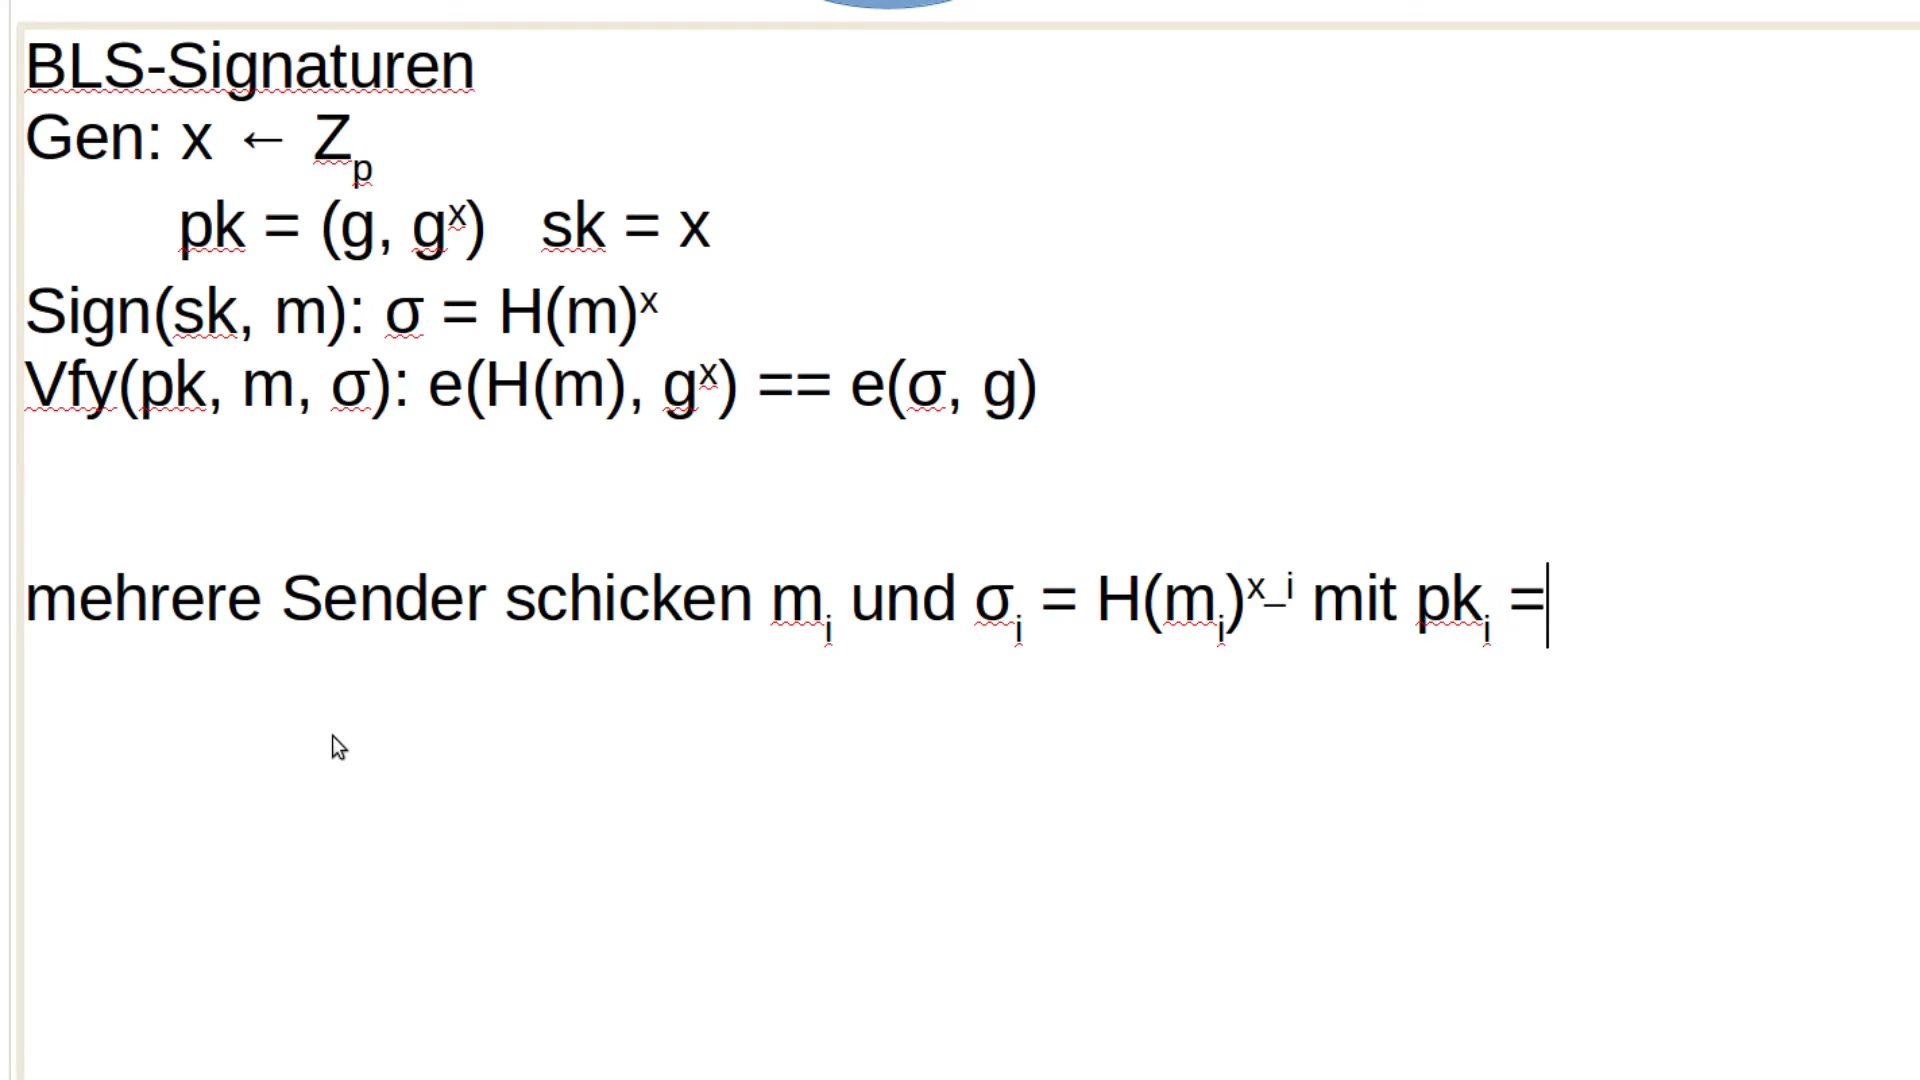 BLS-Signaturen
Gen: x ← Zₚ
pk = (g, gˣ) sk = x
Sign(sk, m): σ = H(m)ˣ
Vfy(pk, m, σ): e(H(m), gˣ) == e(σ, g)
mehrere Sender schicken mᵢ und σᵢ = H(mᵢ)^x_i mit pkᵢ =